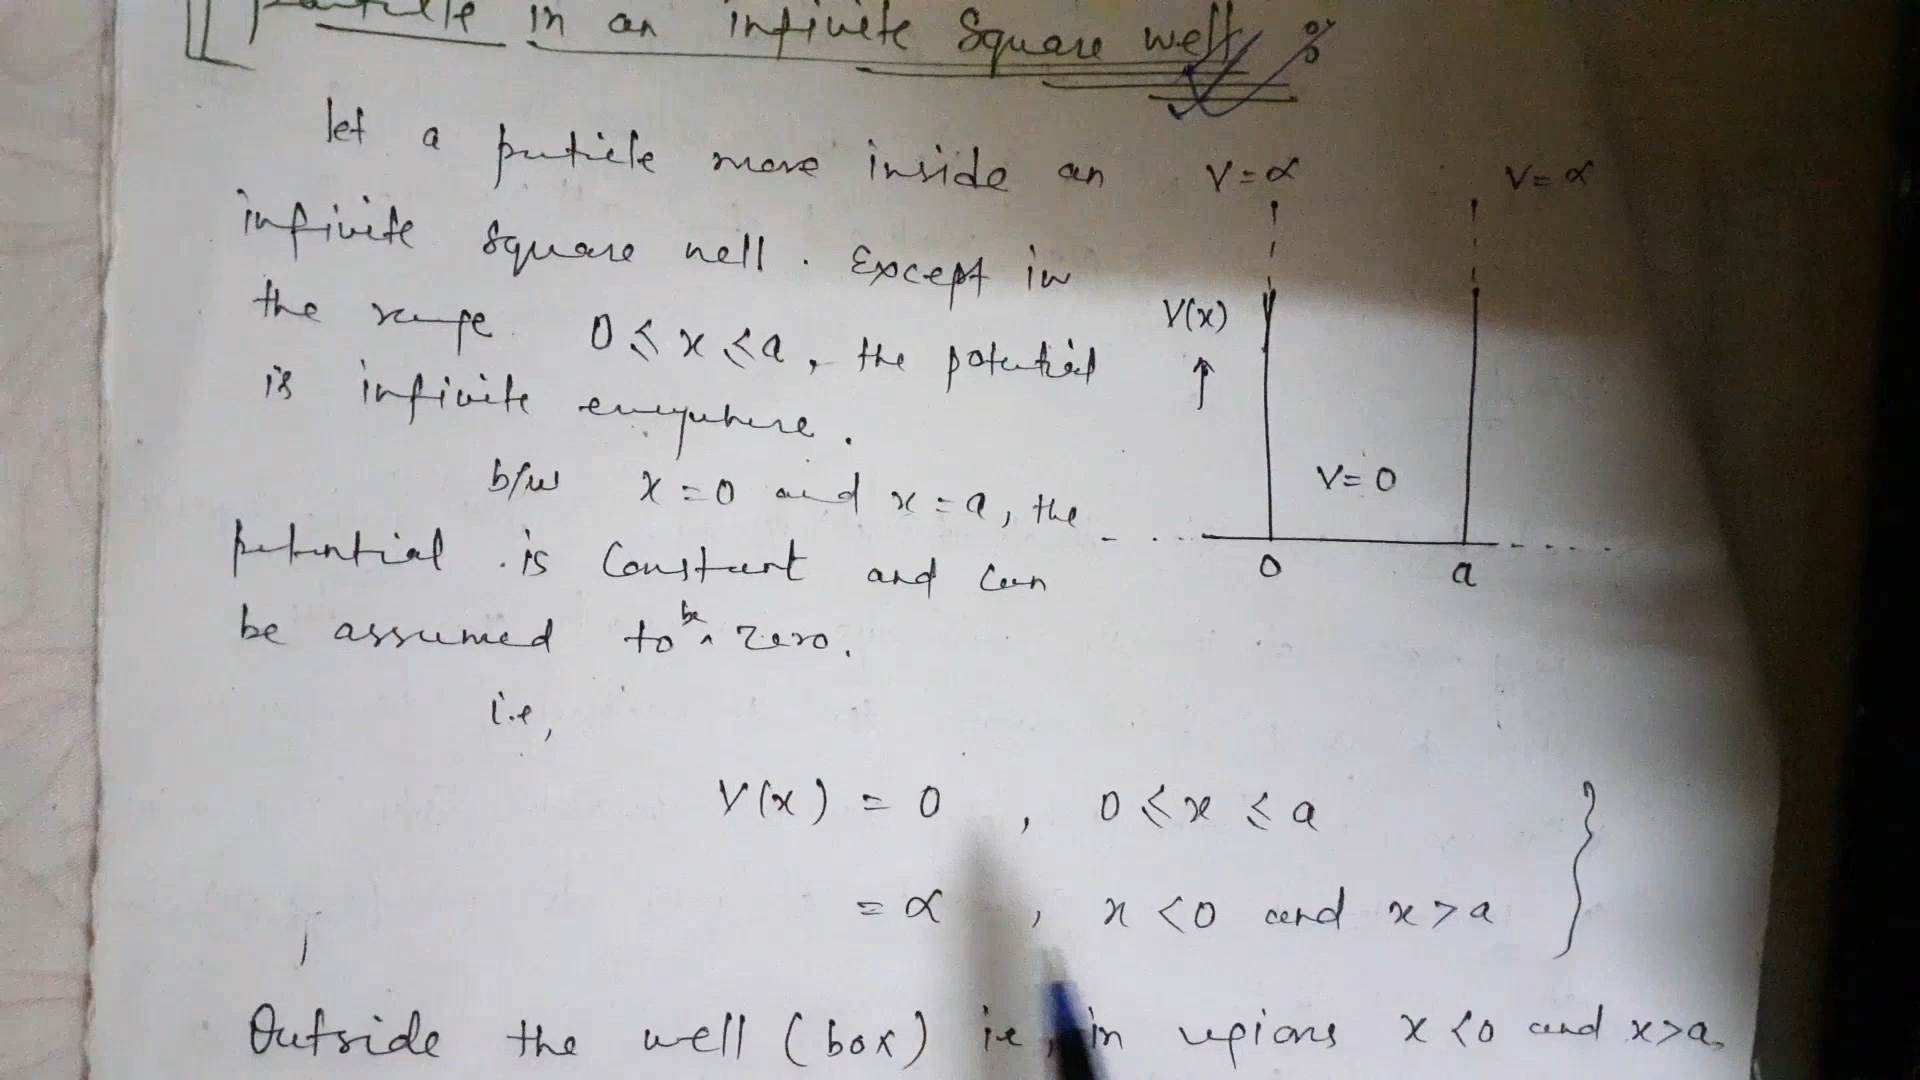 particle in an infinite Square well
let a particle move inside an
infinite square well. Except in
the range 0 ≤ x ≤ a, the potential
is infinite everywhere.
b/w x = 0 and x = a, the
potential is Constant and can
be assumed to be zero.
i.e,
V = ∝
V = ∝
V(x)
↑
V = 0
0
a
V(x) = 0 , 0 ≤ x ≤ a
= ∝ , x < 0 and x > a }
Outside the well (box) i.e, in regions x < 0 and x > a,